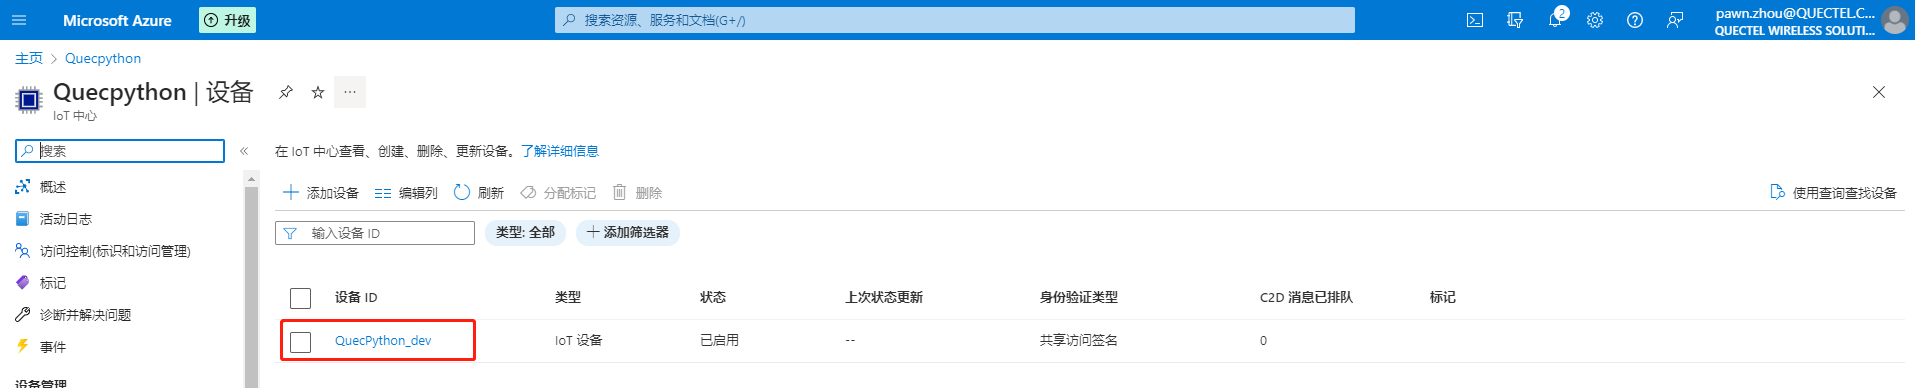 Microsoft Azure
升级
搜索资源、服务和文档(G+/)
2
pawn.zhou@QUECTEL.C...
QUECTEL WIRELESS SOLUTI...
主页 > Quecpython
Quecpython | 设备
IoT 中心
搜索
概述
活动日志
访问控制(标识和访问管理)
标记
诊断并解决问题
事件
设备管理
在 IoT 中心查看、创建、删除、更新设备。了解详细信息
添加设备 编辑列 刷新 分配标记 删除 使用查询查找设备
输入设备 ID 类型: 全部 添加筛选器
设备 ID 类型 状态 上次状态更新 身份验证类型 C2D 消息已排队 标记
QuecPython_dev IoT 设备 已启用 -- 共享访问签名 0